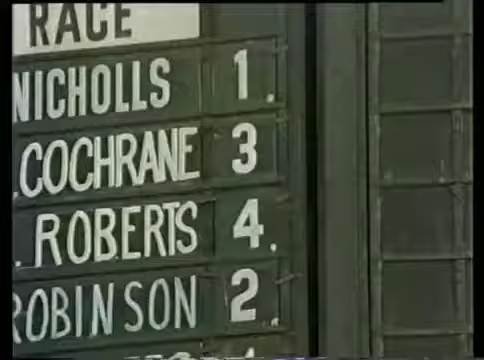 RACE
NICHOLLS 1.
.COCHRANE 3
. ROBERTS 4.
ROBINSON 2.